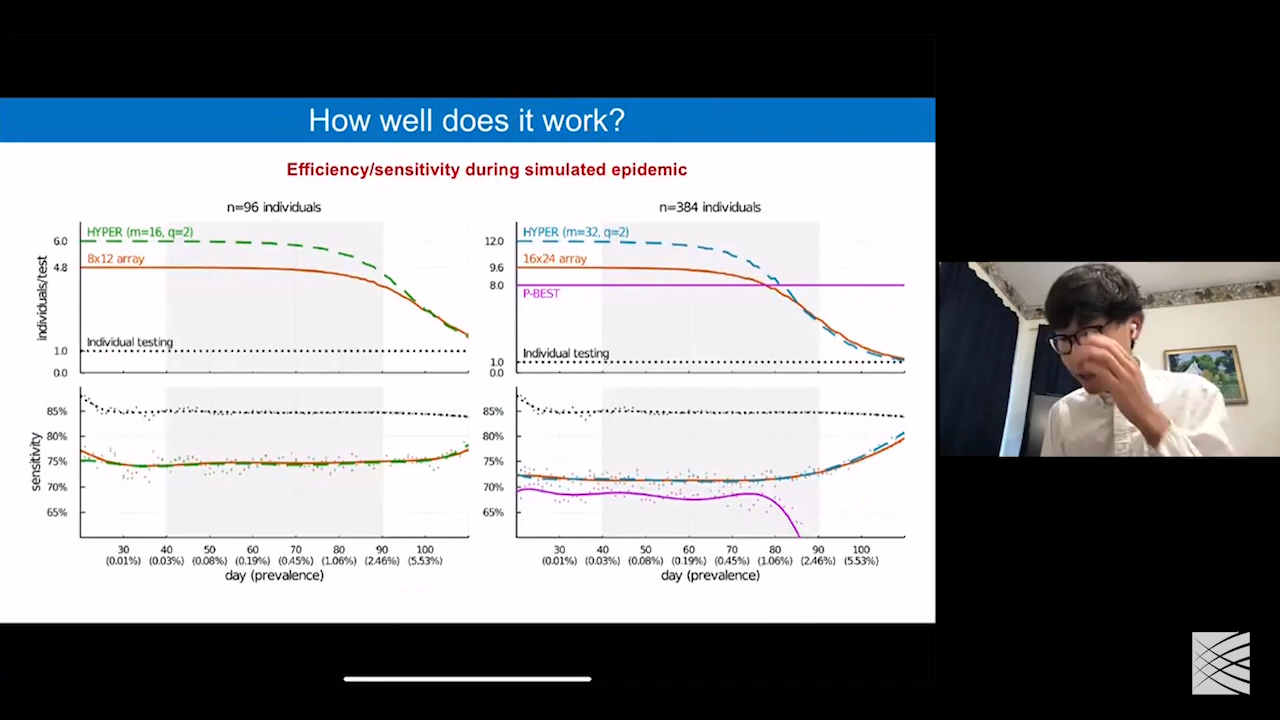 How well does it work?
Efficiency/sensitivity during simulated epidemic
n=96 individuals
individuals/test
6.0
4.8
1.0
0.0
HYPER (m=16, q=2)
8x12 array
Individual testing
sensitivity
85%
80%
75%
70%
65%
30 40 50 60 70 80 90 100
(0.01%) (0.03%) (0.08%) (0.19%) (0.45%) (1.06%) (2.46%) (5.53%)
day (prevalence)
n=384 individuals
12.0
9.6
8.0
1.0
0.0
HYPER (m=32, q=2)
16x24 array
P-BEST
Individual testing
85%
80%
75%
70%
65%
30 40 50 60 70 80 90 100
(0.01%) (0.03%) (0.08%) (0.19%) (0.45%) (1.06%) (2.46%) (5.53%)
day (prevalence)